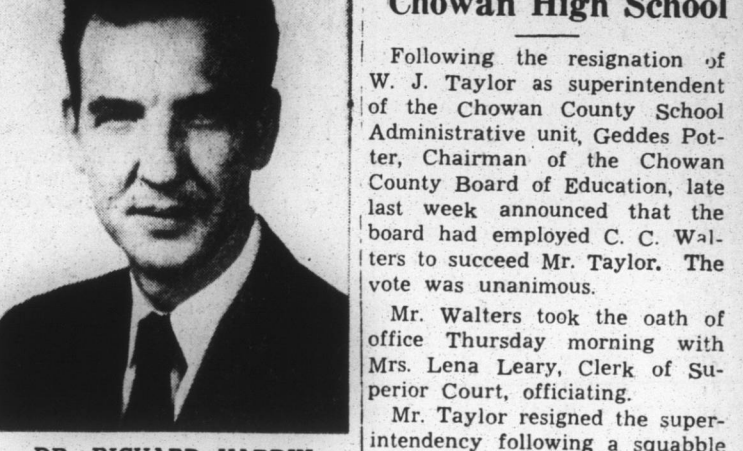 Chowan High School
Following the resignation of
W. J. Taylor as superintendent
of the Chowan County School
Administrative unit, Geddes Pot-
ter, Chairman of the Chowan
County Board of Education, late
last week announced that the
board had employed C. C. Wal-
ters to succeed Mr. Taylor. The
vote was unanimous.
Mr. Walters took the oath of
office Thursday morning with
Mrs. Lena Leary, Clerk of Su-
perior Court, officiating.
Mr. Taylor resigned the super-
intendency following a squabble
DR. RICHARD